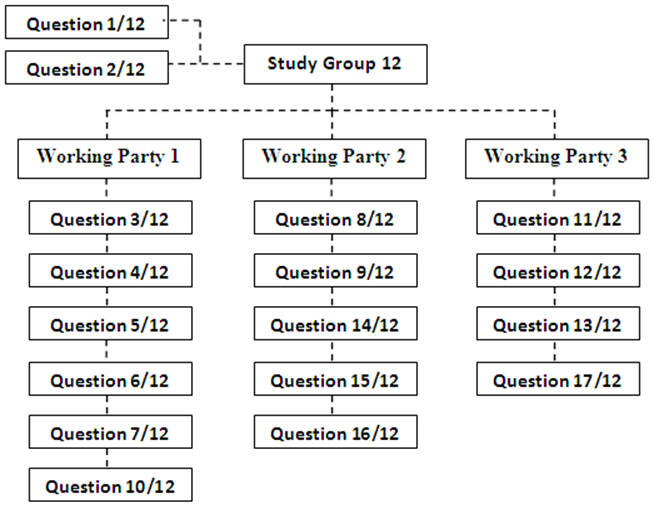 Question 1/12
Question 2/12
Study Group 12
Working Party 1
Working Party 2
Working Party 3
Question 3/12
Question 8/12
Question 11/12
Question 4/12
Question 9/12
Question 12/12
Question 5/12
Question 14/12
Question 13/12
Question 6/12
Question 15/12
Question 17/12
Question 7/12
Question 16/12
Question 10/12